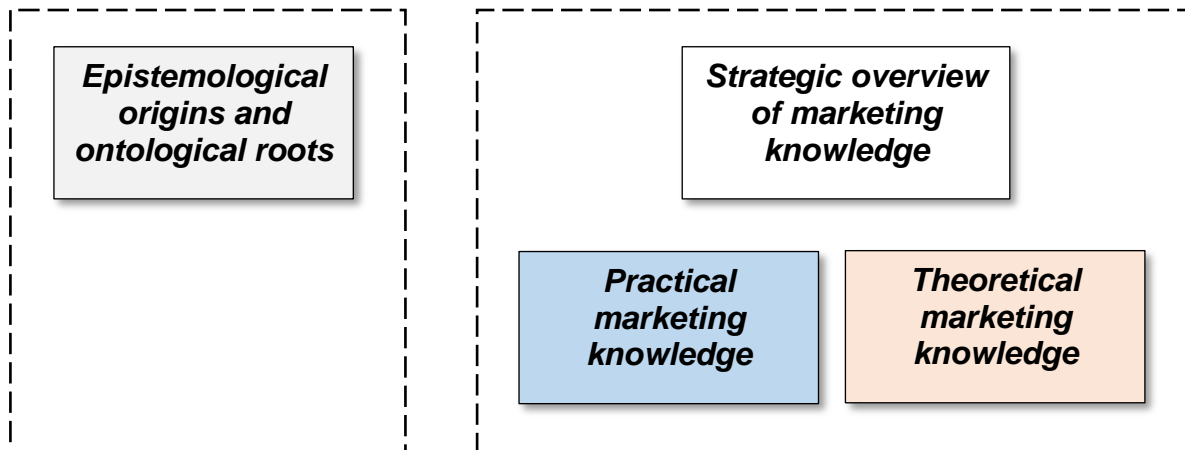 Epistemological
origins and
ontological roots
Strategic overview
of marketing
knowledge
Practical
marketing
knowledge
Theoretical
marketing
knowledge